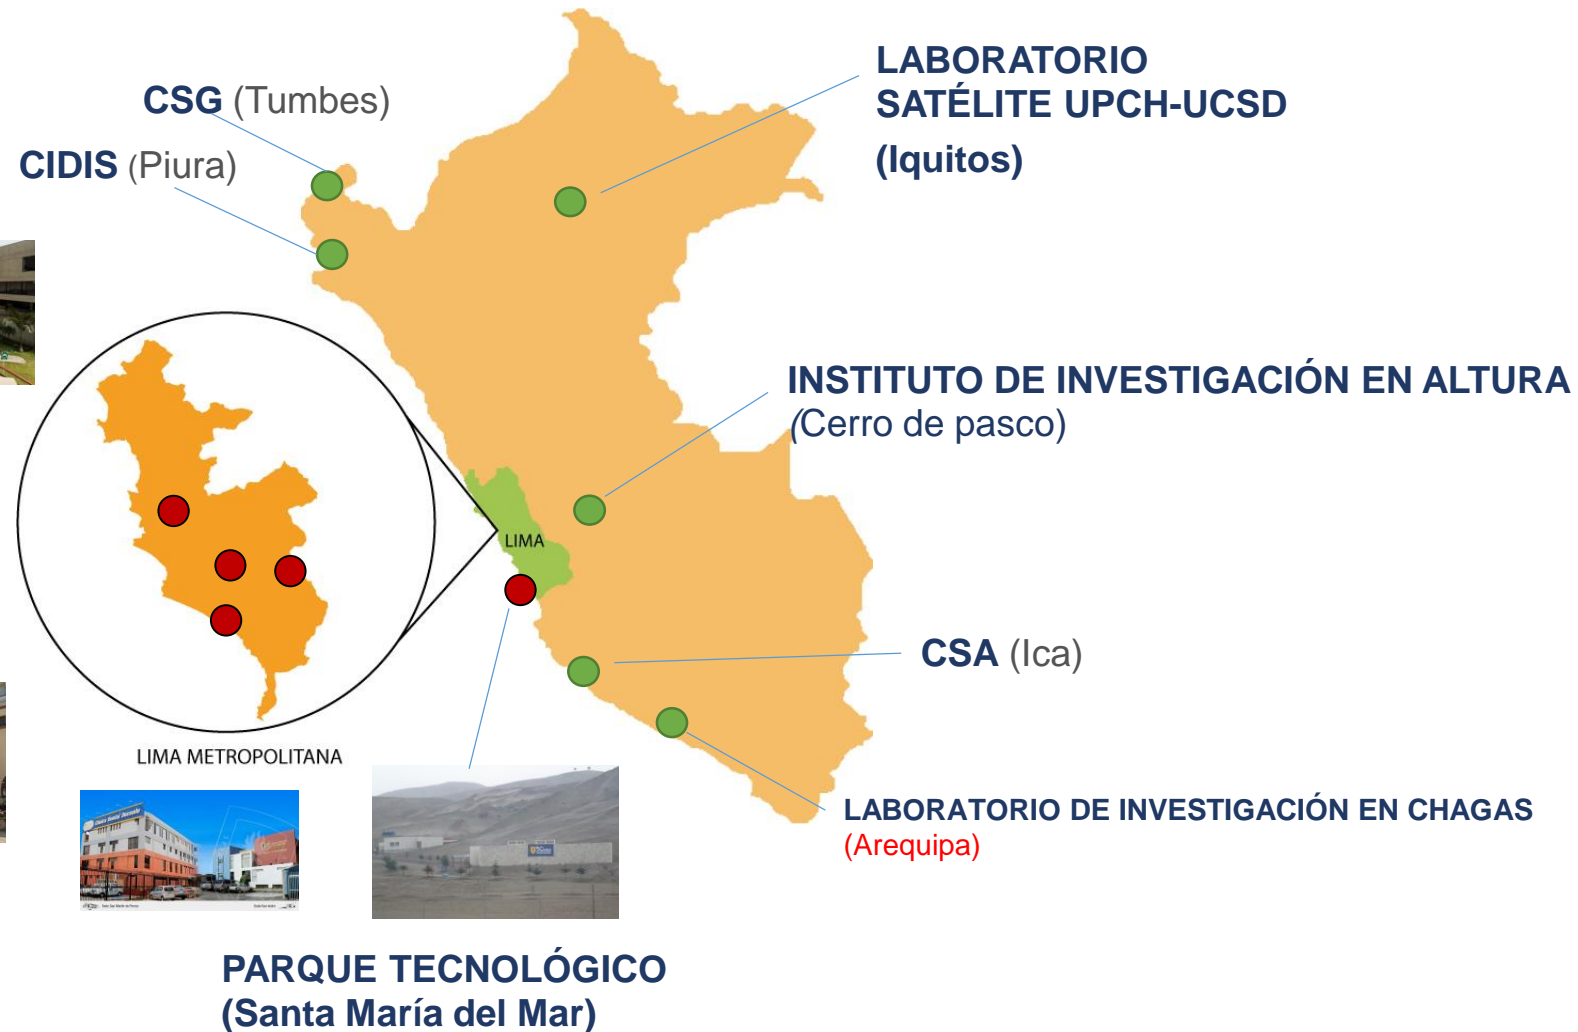 CSG (Tumbes)
CIDIS (Piura)
LABORATORIO
SATÉLITE UPCH-UCSD
(Iquitos)
INSTITUTO DE INVESTIGACIÓN EN ALTURA
(Cerro de pasco)
LIMA
CSA (Ica)
LIMA METROPOLITANA
LABORATORIO DE INVESTIGACIÓN EN CHAGAS
(Arequipa)
PARQUE TECNOLÓGICO
(Santa María del Mar)